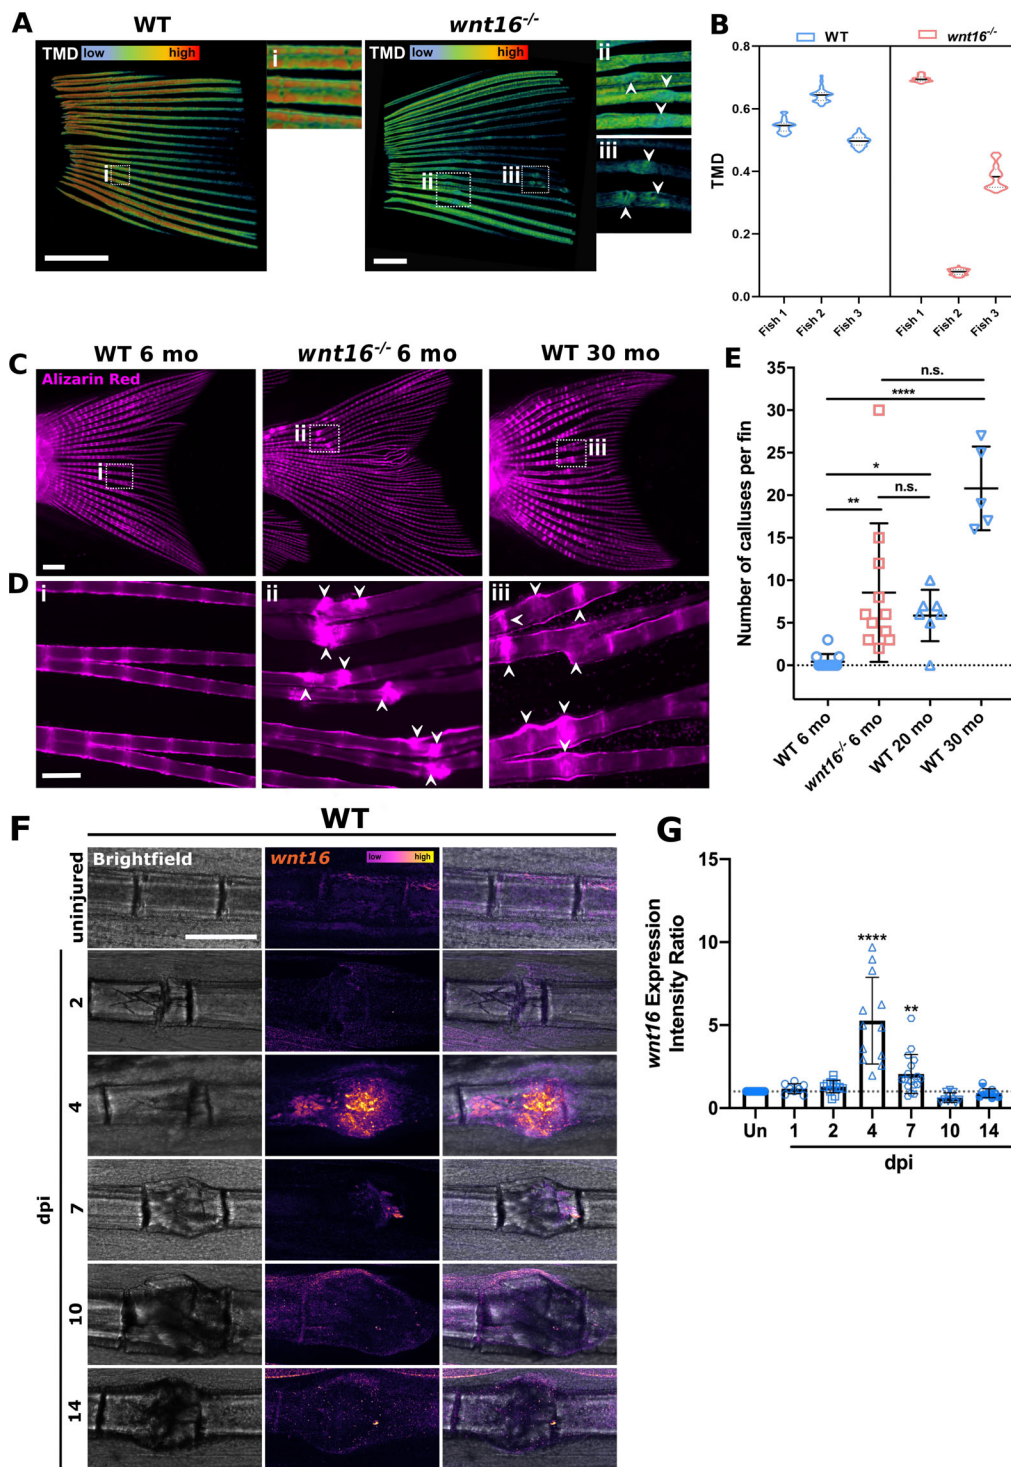 A
WT
wnt16-/-
TMD low high
i
i
TMD low high
ii
iii
ii
iii
B
WT
wnt16-/-
TMD
0.8
0.6
0.4
0.2
0.0
Fish 1
Fish 2
Fish 3
Fish 1
Fish 2
Fish 3
C
WT 6 mo
wnt16-/- 6 mo
WT 30 mo
Alizarin Red
i
ii
iii
D
i
ii
iii
E
Number of calluses per fin
35
30
25
20
15
10
5
0
n.s.
****
*
n.s.
**
WT 6 mo
wnt16-/- 6 mo
WT 20 mo
WT 30 mo
F
WT
Brightfield
wnt16
low high
uninjured
dpi
2
4
7
10
14
G
wnt16 Expression
Intensity Ratio
15
10
5
0
****
**
Un 1 2 4 7 10 14
dpi